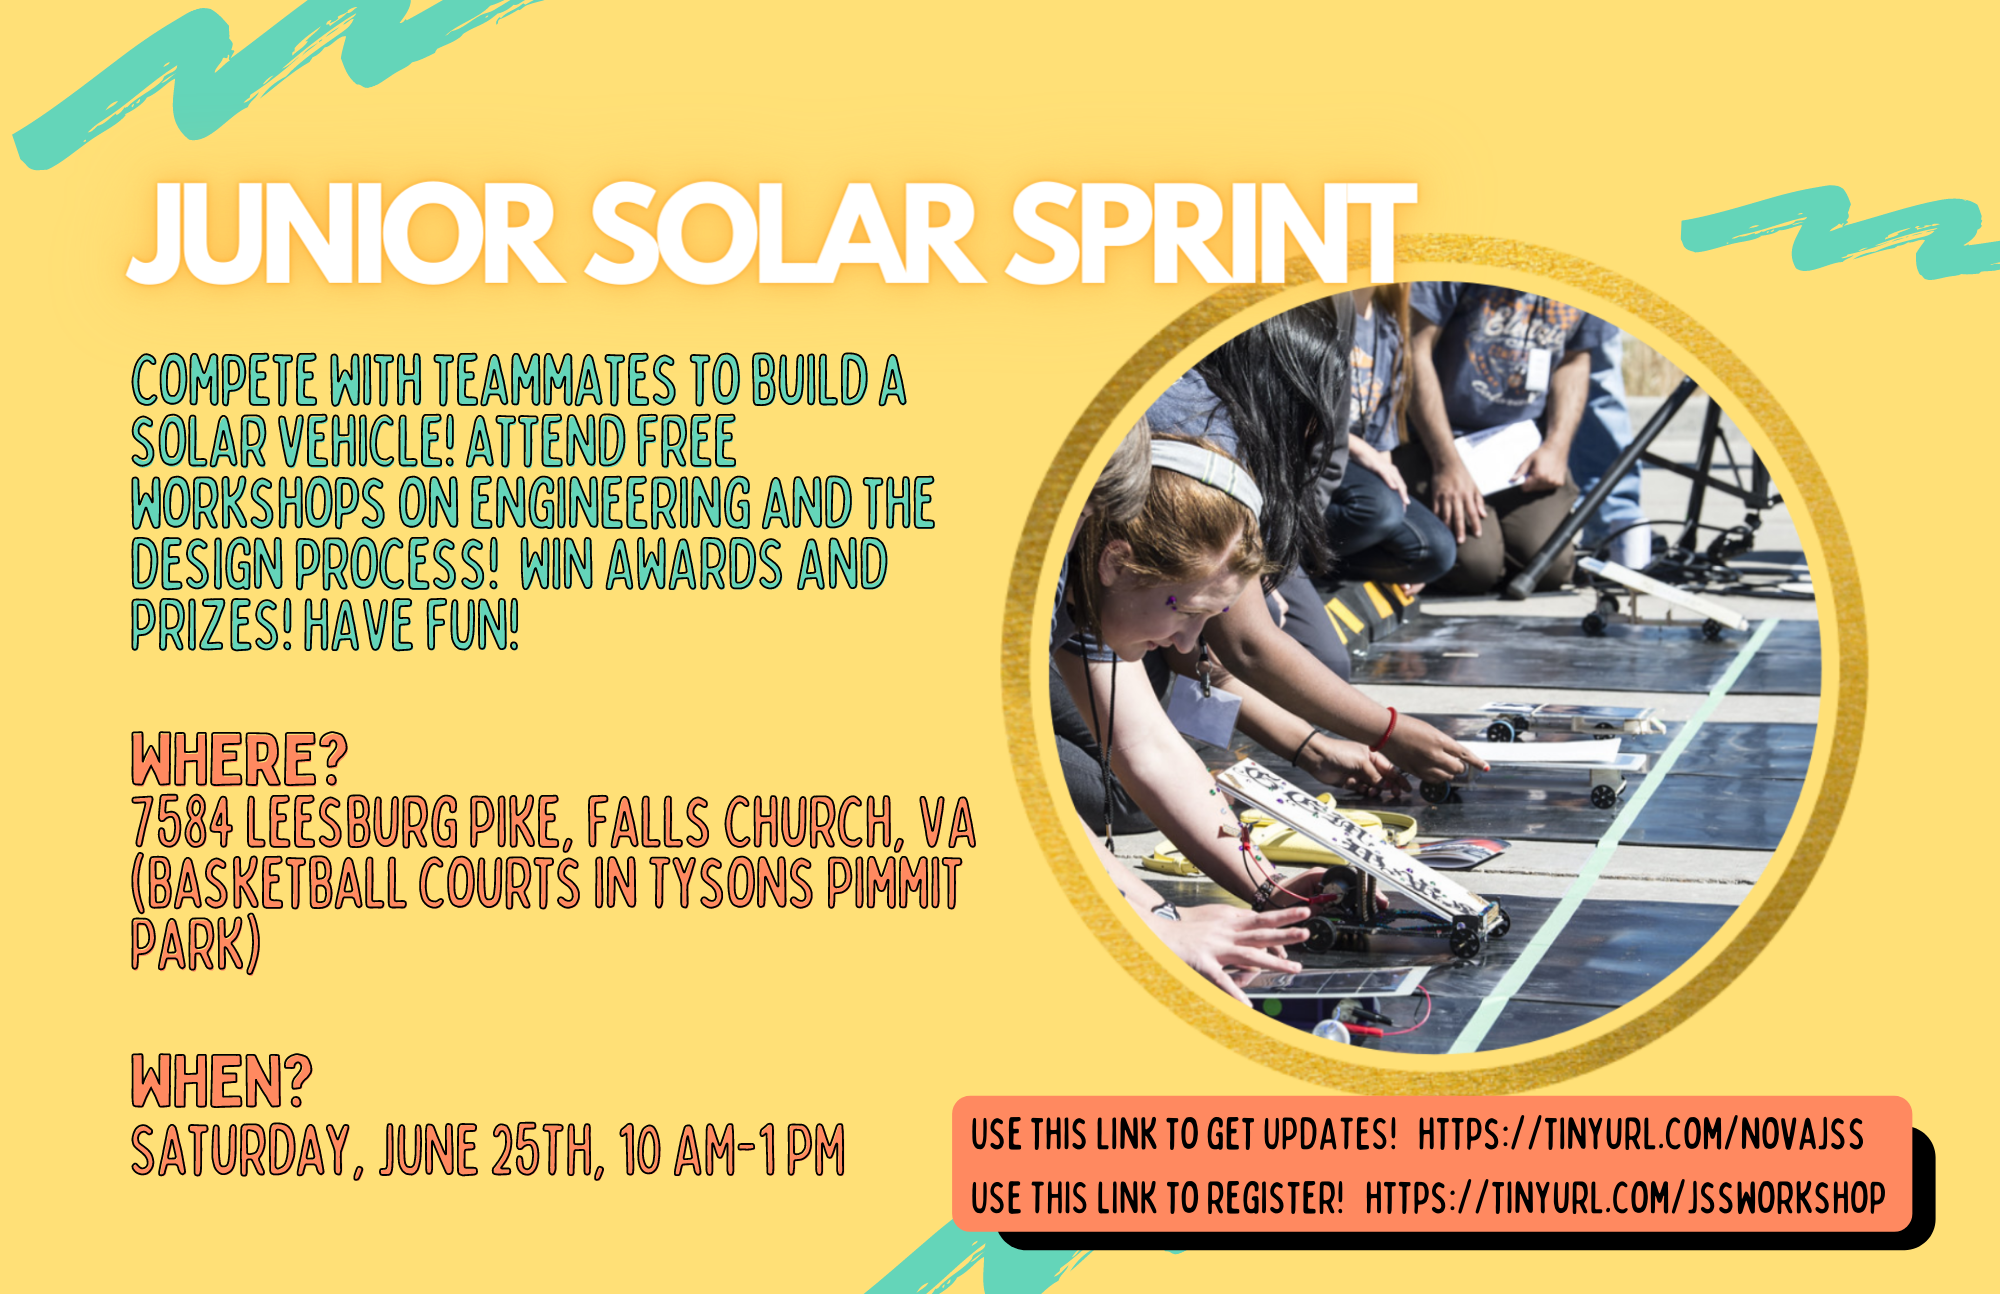 JUNIOR SOLAR SPRINT
COMPETE WITH TEAMMATES TO BUILD A
SOLAR VEHICLE! ATTEND FREE
WORKSHOPS ON ENGINEERING AND THE
DESIGN PROCESS! WIN AWARDS AND
PRIZES! HAVE FUN!
WHERE?
7584 LEESBURG PIKE, FALLS CHURCH, VA
(BASKETBALL COURTS IN TYSONS PIMMIT
PARK)
WHEN?
SATURDAY, JUNE 25TH, 10 AM-1 PM
USE THIS LINK TO GET UPDATES! HTTPS://TINYURL.COM/NOVAJSS
USE THIS LINK TO REGISTER! HTTPS://TINYURL.COM/JSSWORKSHOP